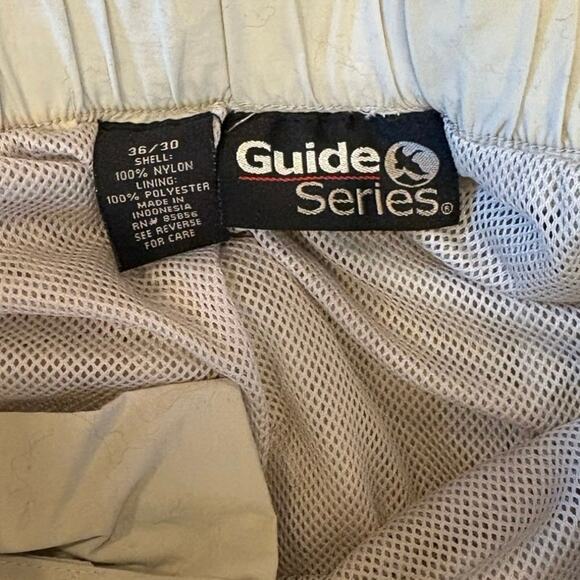 36/30
SHELL:
100% NYLON
LINING:
100% POLYESTER
MADE IN
INDONESIA
RN# 85856
SEE REVERSE
FOR CARE
Guide
Series®